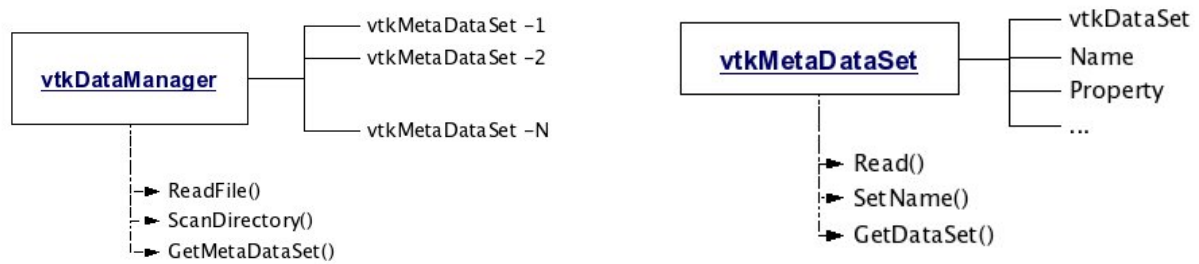 vtkDataManager
vtkMetaDataSet -1
vtkMetaDataSet -2
vtkMetaDataSet -N
ReadFile()
ScanDirectory()
GetMetaDataSet()
vtkMetaDataSet
vtkDataSet
Name
Property
...
Read()
SetName()
GetDataSet()